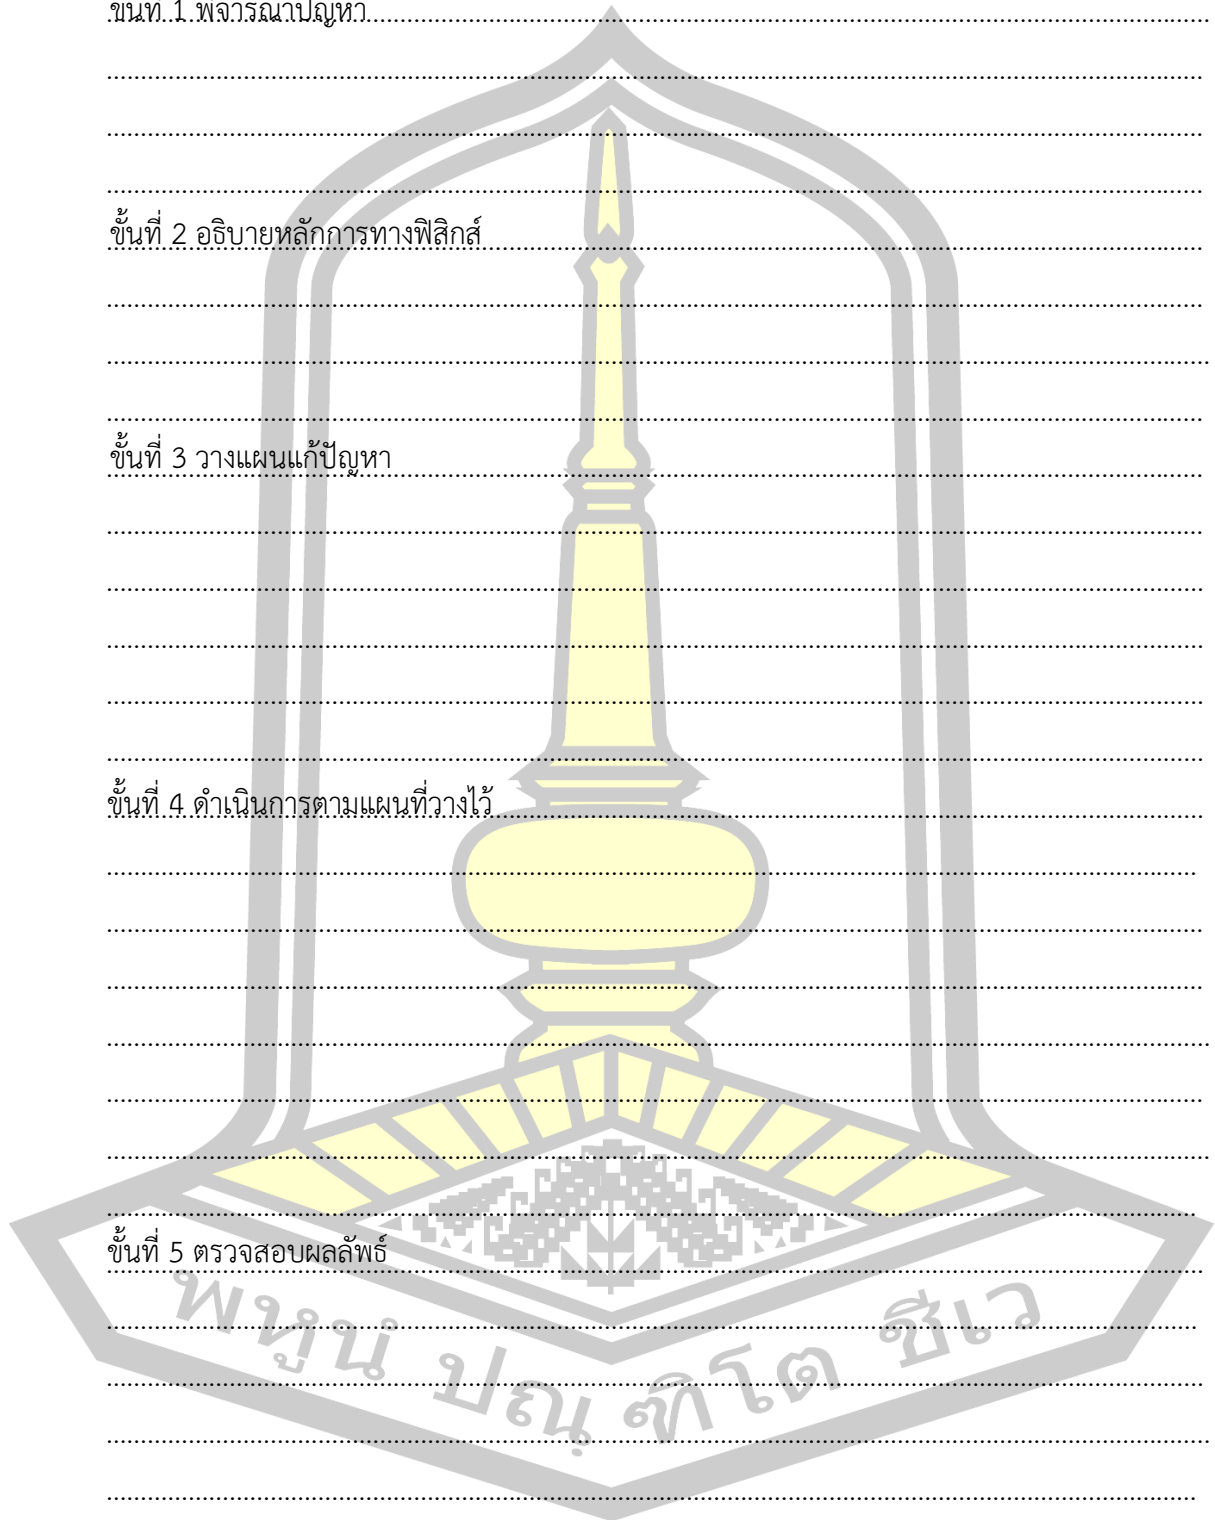 ขั้นที่ 1 พิจารณาปัญหา
ขั้นที่ 2 อธิบายหลักการทางฟิสิกส์
ขั้นที่ 3 วางแผนแก้ปัญหา
ขั้นที่ 4 ดำเนินการตามแผนที่วางไว้
ขั้นที่ 5 ตรวจสอบผลลัพธ์
พหูนํ ปณฺฑิโต ชีเว